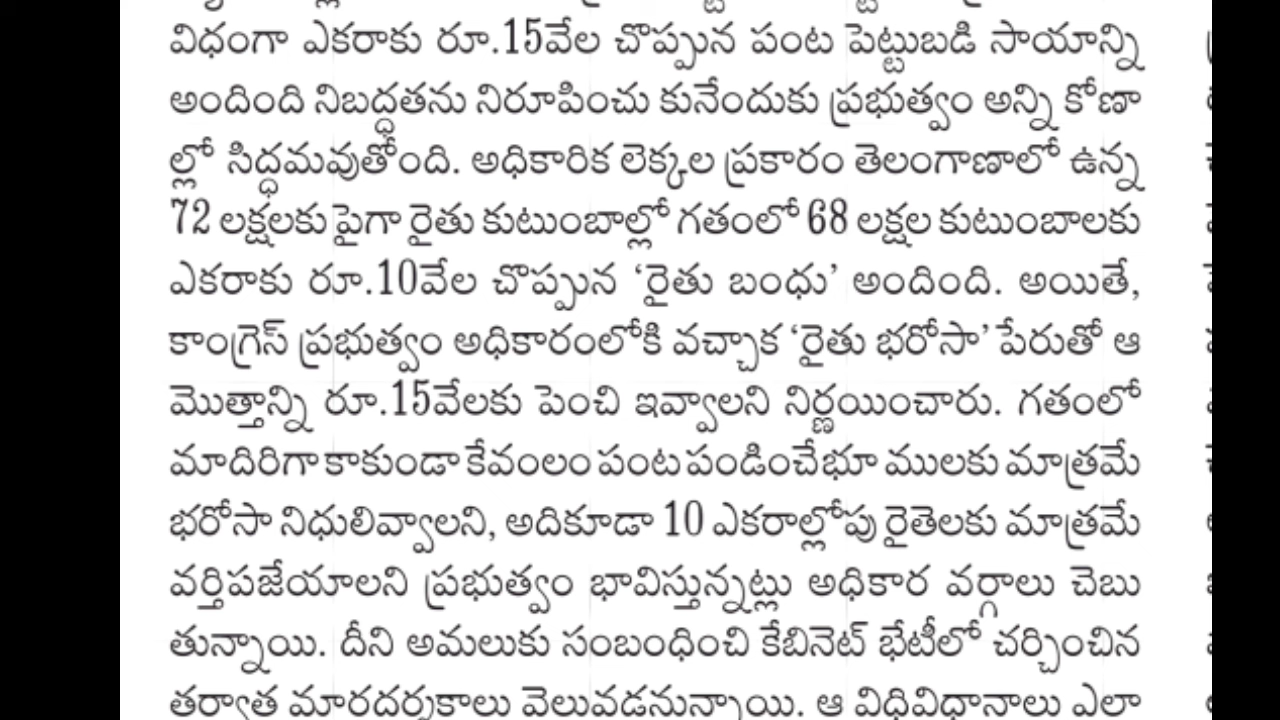 విధంగా ఎకరాకు రూ.15వేల చొప్పున పంట పెట్టుబడి సాయాన్ని
అందింది నిబద్ధతను నిరూపించు కునేందుకు ప్రభుత్వం అన్ని కోణా
ల్లో సిద్ధమవుతోంది. అధికారిక లెక్కల ప్రకారం తెలంగాణాలో ఉన్న
72 లక్షలకు పైగా రైతు కుటుంబాల్లో గతంలో 68 లక్షల కుటుంబాలకు
ఎకరాకు రూ.10వేల చొప్పున ‘రైతు బంధు’ అందింది. అయితే,
కాంగ్రెస్ ప్రభుత్వం అధికారంలోకి వచ్చాక ‘రైతు భరోసా’ పేరుతో ఆ
మొత్తాన్ని రూ.15వేలకు పెంచి ఇవ్వాలని నిర్ణయించారు. గతంలో
మాదిరిగా కాకుండా కేవలం పంట పండించే భూ ములకు మాత్రమే
భరోసా నిధులివ్వాలని, అదికూడా 10 ఎకరాల్లోపు రైతెలకు మాత్రమే
వర్తిపజేయాలని ప్రభుత్వం భావిస్తున్నట్లు అధికార వర్గాలు చెబు
తున్నాయి. దీని అమలుకు సంబంధించి కేబినెట్ భేటీలో చర్చించిన
తర్వాత మారదర్శకాలు వెలువడనున్నాయి. ఆ విధివిధానాలు ఎలా